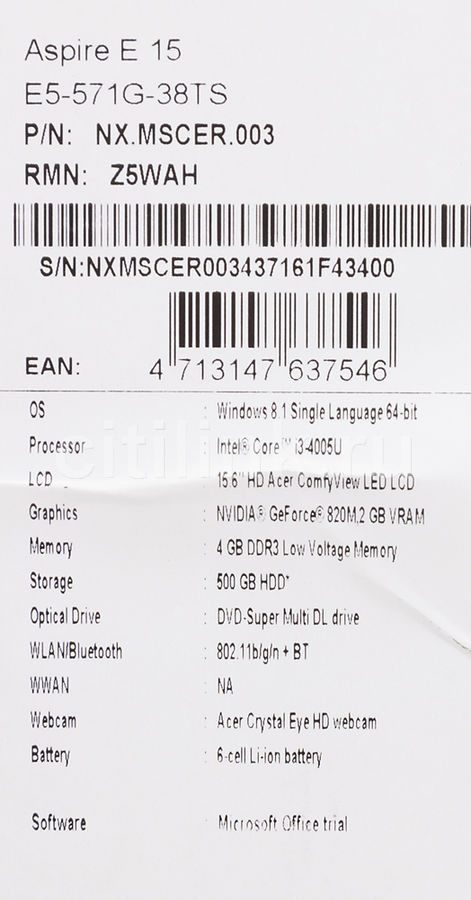 Aspire E 15
E5-571G-38TS
P/N: NX.MSCER.003
RMN: Z5WAH
S/N:NXMSCER003437161F43400
EAN: 4 713147 637546
OS : Windows 8.1 Single Language 64-bit
Processor : Intel® Core™ i3-4005U
citilink.ru
LCD : 15.6" HD Acer ComfyView LED LCD
Graphics : NVIDIA® GeForce® 820M,2 GB VRAM
Memory : 4 GB DDR3 Low Voltage Memory
Storage : 500 GB HDD*
Optical Drive : DVD-Super Multi DL drive
WLAN/Bluetooth : 802.11b/g/n + BT
WWAN : NA
Webcam : Acer Crystal Eye HD webcam
Battery : 6-cell Li-ion battery
Software : Microsoft Office trial